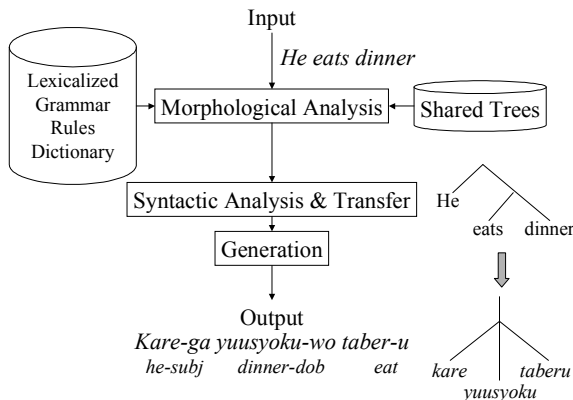 Input
He eats dinner
Lexicalized
Grammar
Rules
Dictionary
Morphological Analysis
Shared Trees
Syntactic Analysis & Transfer
He
eats dinner
Generation
Output
Kare-ga yuusyoku-wo taber-u
he-subj dinner-dob eat
kare taberu
yuusyoku